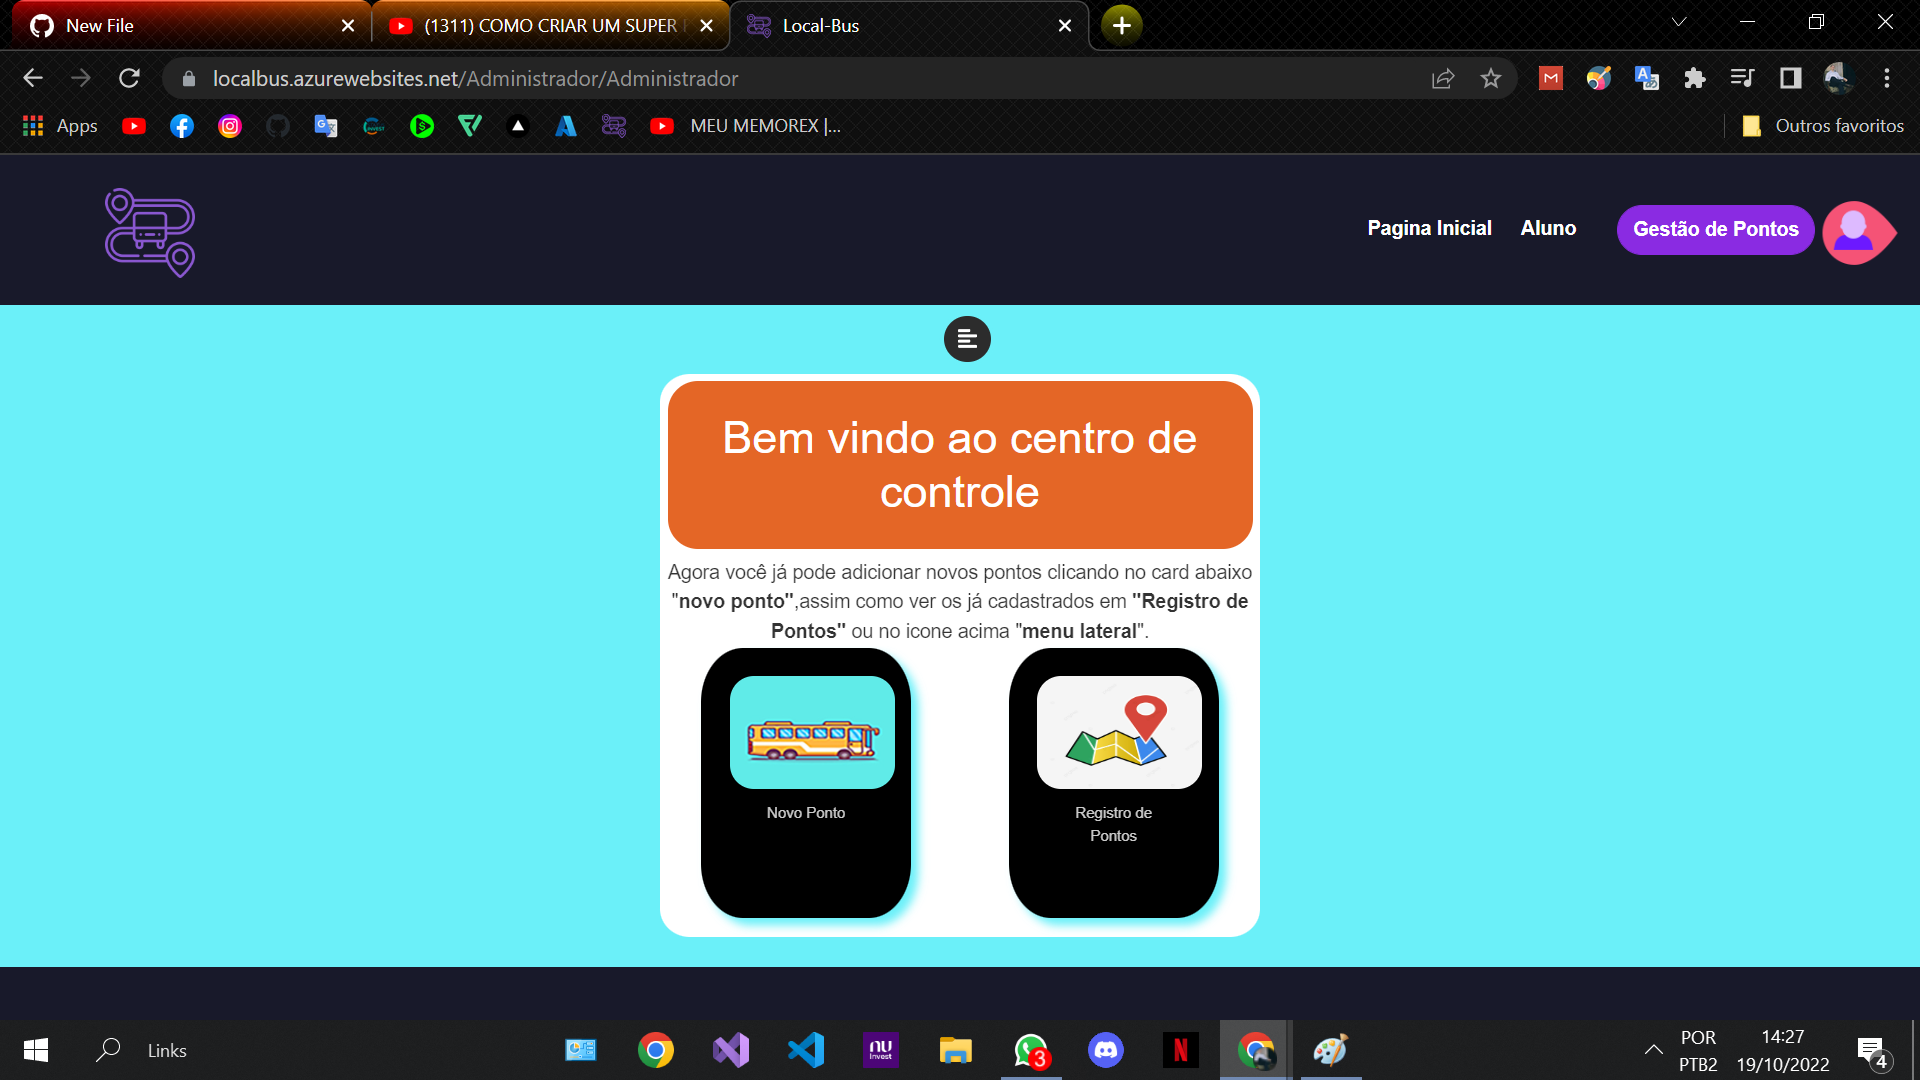 New File
(1311) COMO CRIAR UM SUPER
Local-Bus
localbus.azurewebsites.net/Administrador/Administrador
Apps
MEU MEMOREX |...
Outros favoritos
Pagina Inicial
Aluno
Gestão de Pontos
Bem vindo ao centro de
controle
Agora você já pode adicionar novos pontos clicando no card abaixo
"novo ponto",assim como ver os já cadastrados em "Registro de
Pontos" ou no icone acima "menu lateral".
Novo Ponto
Registro de
Pontos
Links
nu
Invest
3
N
POR
PTB2
14:27
19/10/2022
4